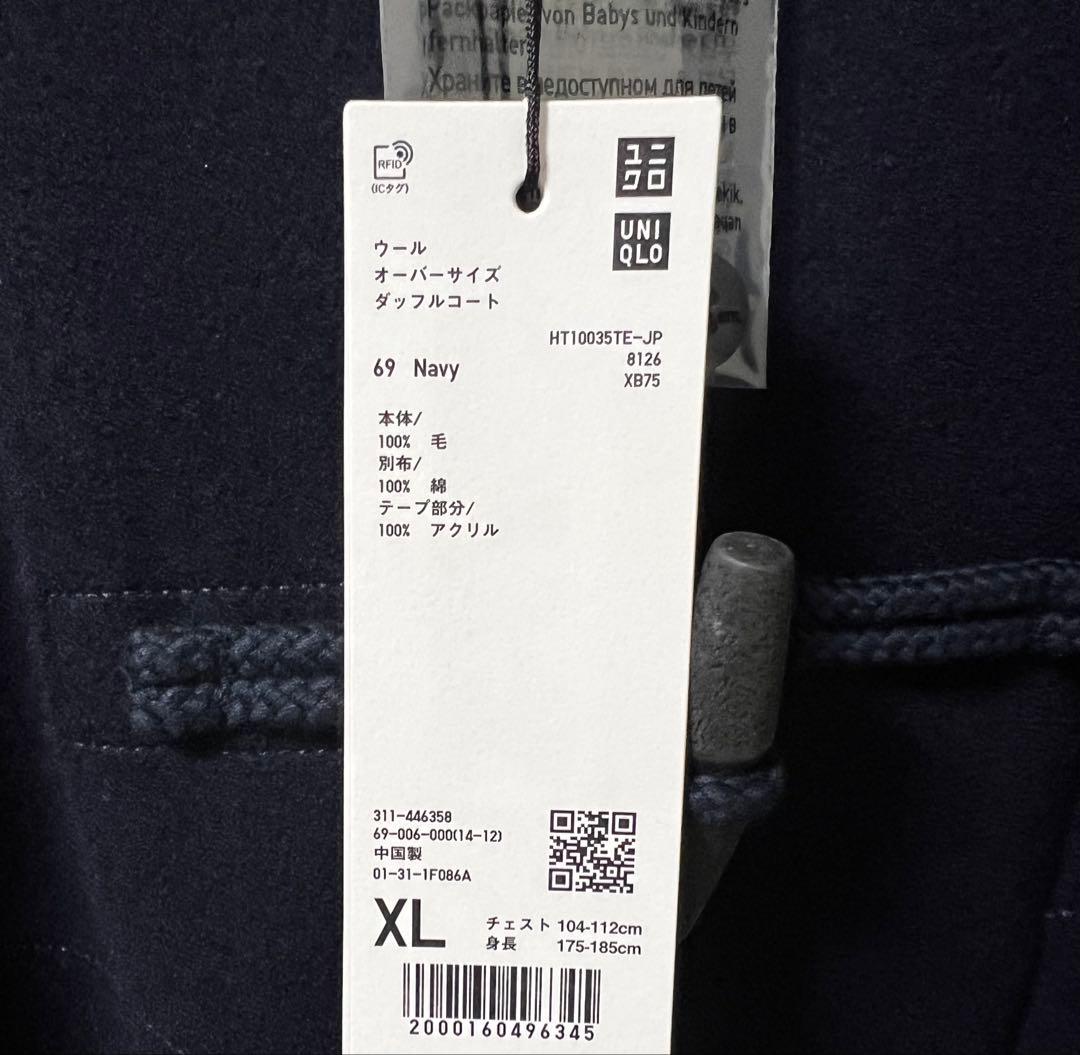 Packpapier von Babys und Kindern
fernhalten
Храните в недоступном для детей
RFID
(ICタグ)
ユニ
クロ
UNI
QLO
ウール
オーバーサイズ
ダッフルコート
HT10035TE-JP
8126
XB75
69 Navy
本体/
100% 毛
別布/
100% 綿
テープ部分/
100% アクリル
311-446358
69-006-000(14-12)
中国製
01-31-1F086A
XL
チェスト 104-112cm
身長 175-185cm
2000160496345